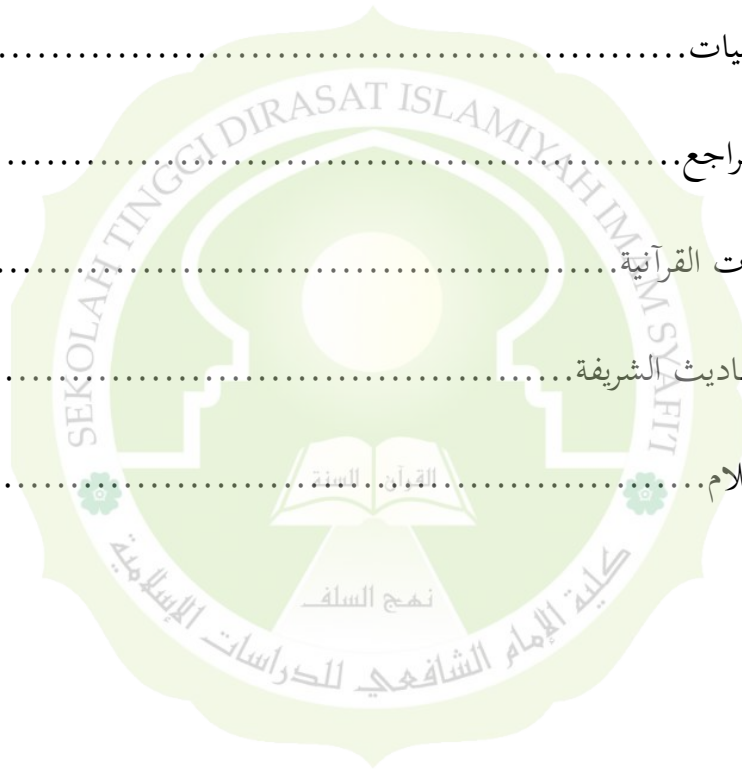 يات..........................................................
راجع..........................................................
ت القرآنية..........................................................
اديث الشريفة..........................................................
لام..........................................................
SEKOLAH TINGGI DIRASAT ISLAMIYAH IMAM SYAFI'I
القرآن السنة
نهج السلف
كلية الإمام الشافعي للدراسات الإسلامية